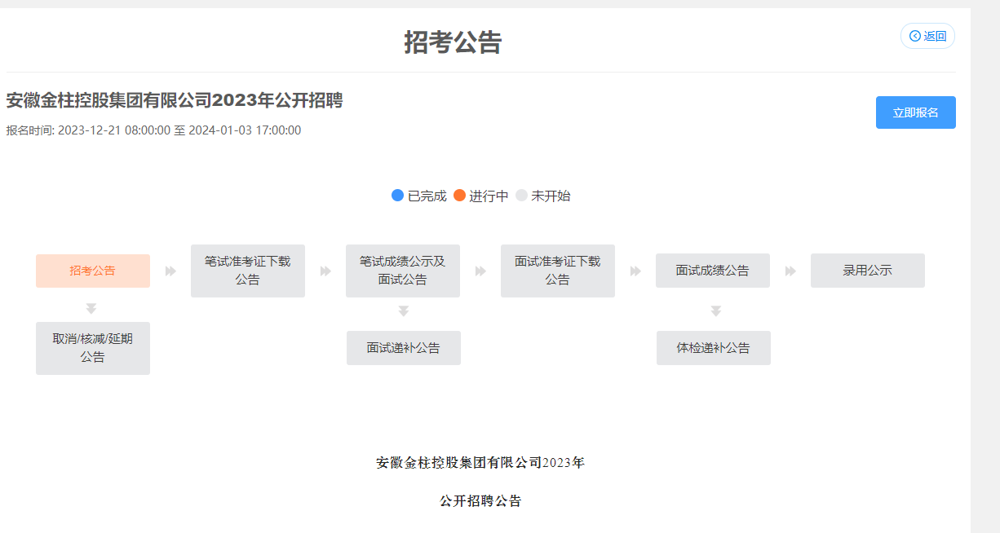 招考公告
返回
安徽金柱控股集团有限公司2023年公开招聘
立即报名
报名时间: 2023-12-21 08:00:00 至 2024-01-03 17:00:00
已完成 进行中 未开始
招考公告
笔试准考证下载
公告
笔试成绩公示及
面试公告
面试准考证下载
公告
面试成绩公告
录用公示
取消/核减/延期
公告
面试递补公告
体检递补公告
安徽金柱控股集团有限公司2023年
公开招聘公告